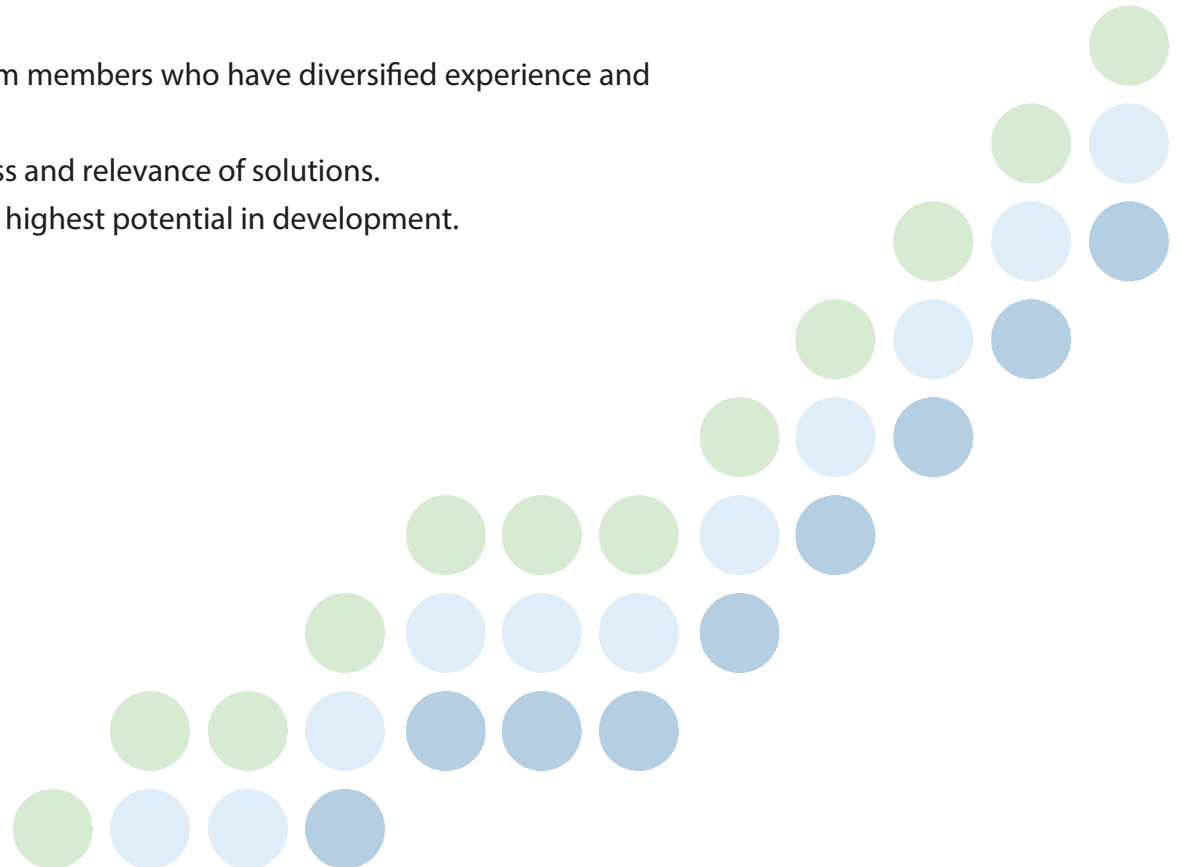 m members who have diversified experience and
ss and relevance of solutions.
highest potential in development.